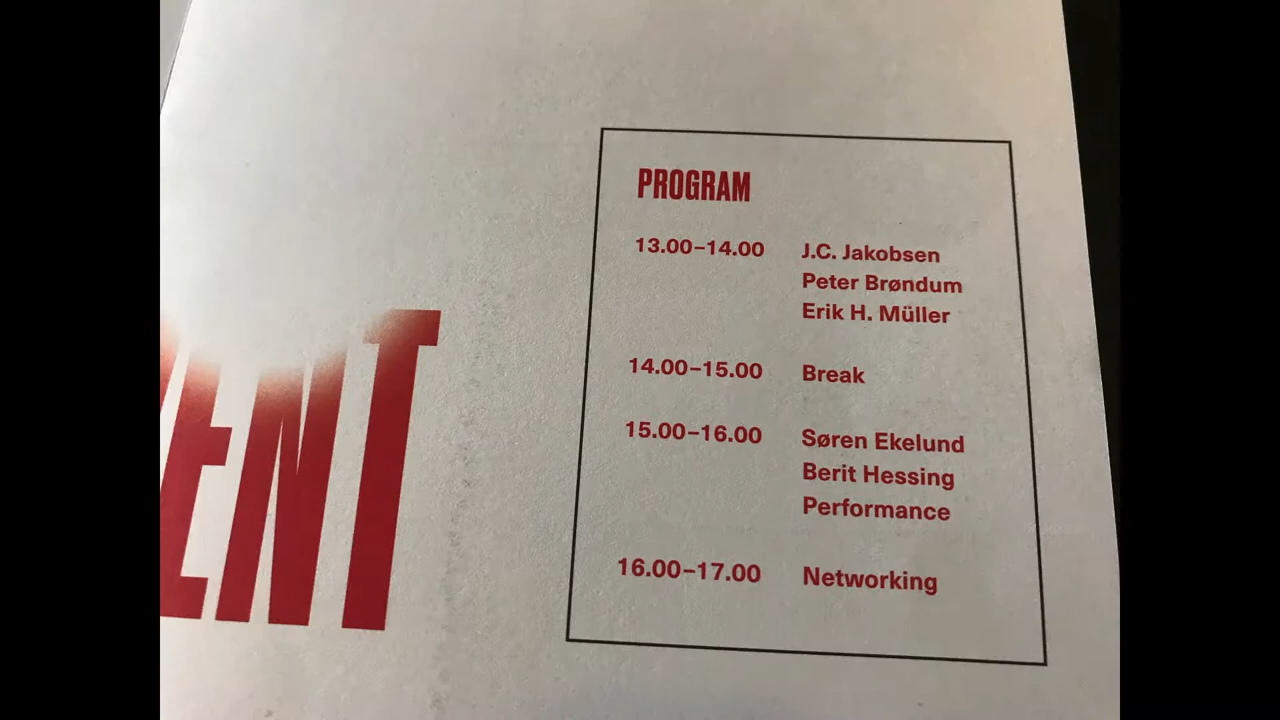 ENT
PROGRAM
13.00–14.00 J.C. Jakobsen
Peter Brøndum
Erik H. Müller
14.00–15.00 Break
15.00–16.00 Søren Ekelund
Berit Hessing
Performance
16.00–17.00 Networking